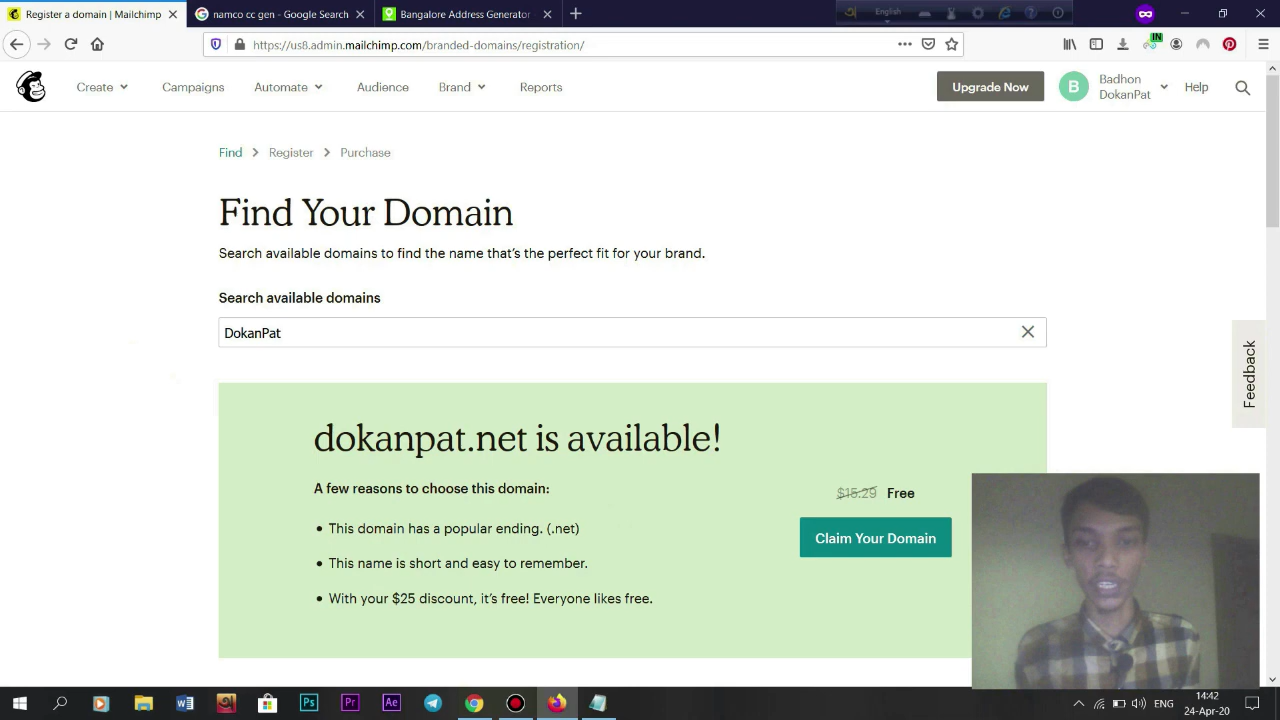 Register a domain | Mailchimp
namco cc gen - Google Search
Bangalore Address Generator
English
https://us8.admin.mailchimp.com/branded-domains/registration/
IN
Create
Campaigns
Automate
Audience
Brand
Reports
Upgrade Now
B
Badhon
DokanPat
Help
Find
Register
Purchase
Find Your Domain
Search available domains to find the name that's the perfect fit for your brand.
Search available domains
DokanPat
Feedback
dokanpat.net is available!
A few reasons to choose this domain:
$15.29 Free
• This domain has a popular ending. (.net)
Claim Your Domain
• This name is short and easy to remember.
• With your $25 discount, it's free! Everyone likes free.
Ps
Pr
Ae
ENG
14:42
24-Apr-20